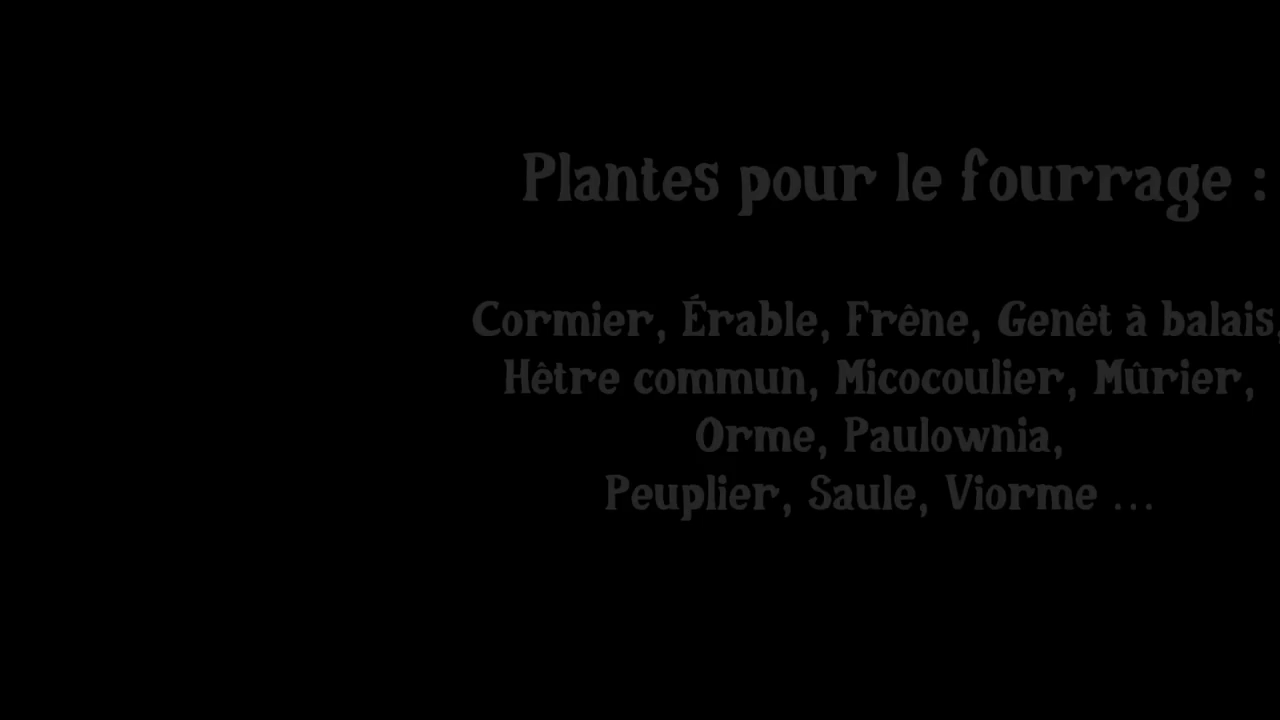 Plantes pour le fourrage :
Cormier, Érable, Frêne, Genêt à balais,
Hêtre commun, Micocoulier, Mûrier,
Orme, Paulownia,
Peuplier, Saule, Viorme ...